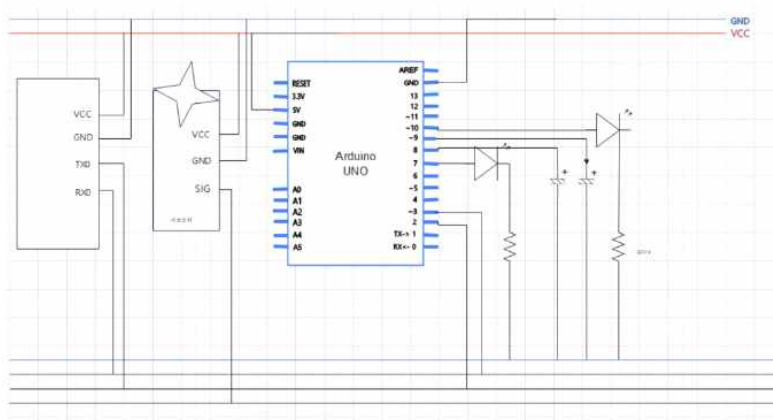 GND
VCC
VCC
GND
TXD
RXD
VCC
GND
SIG
Arduino
UNO
RESET
3.3V
5V
GND
GND
VIN
A0
A1
A2
A3
A4
A5
AREF
GND
13
12
~11
~10
~9
8
7
6
~5
4
~3
2
TX→1
RX←0
+
+